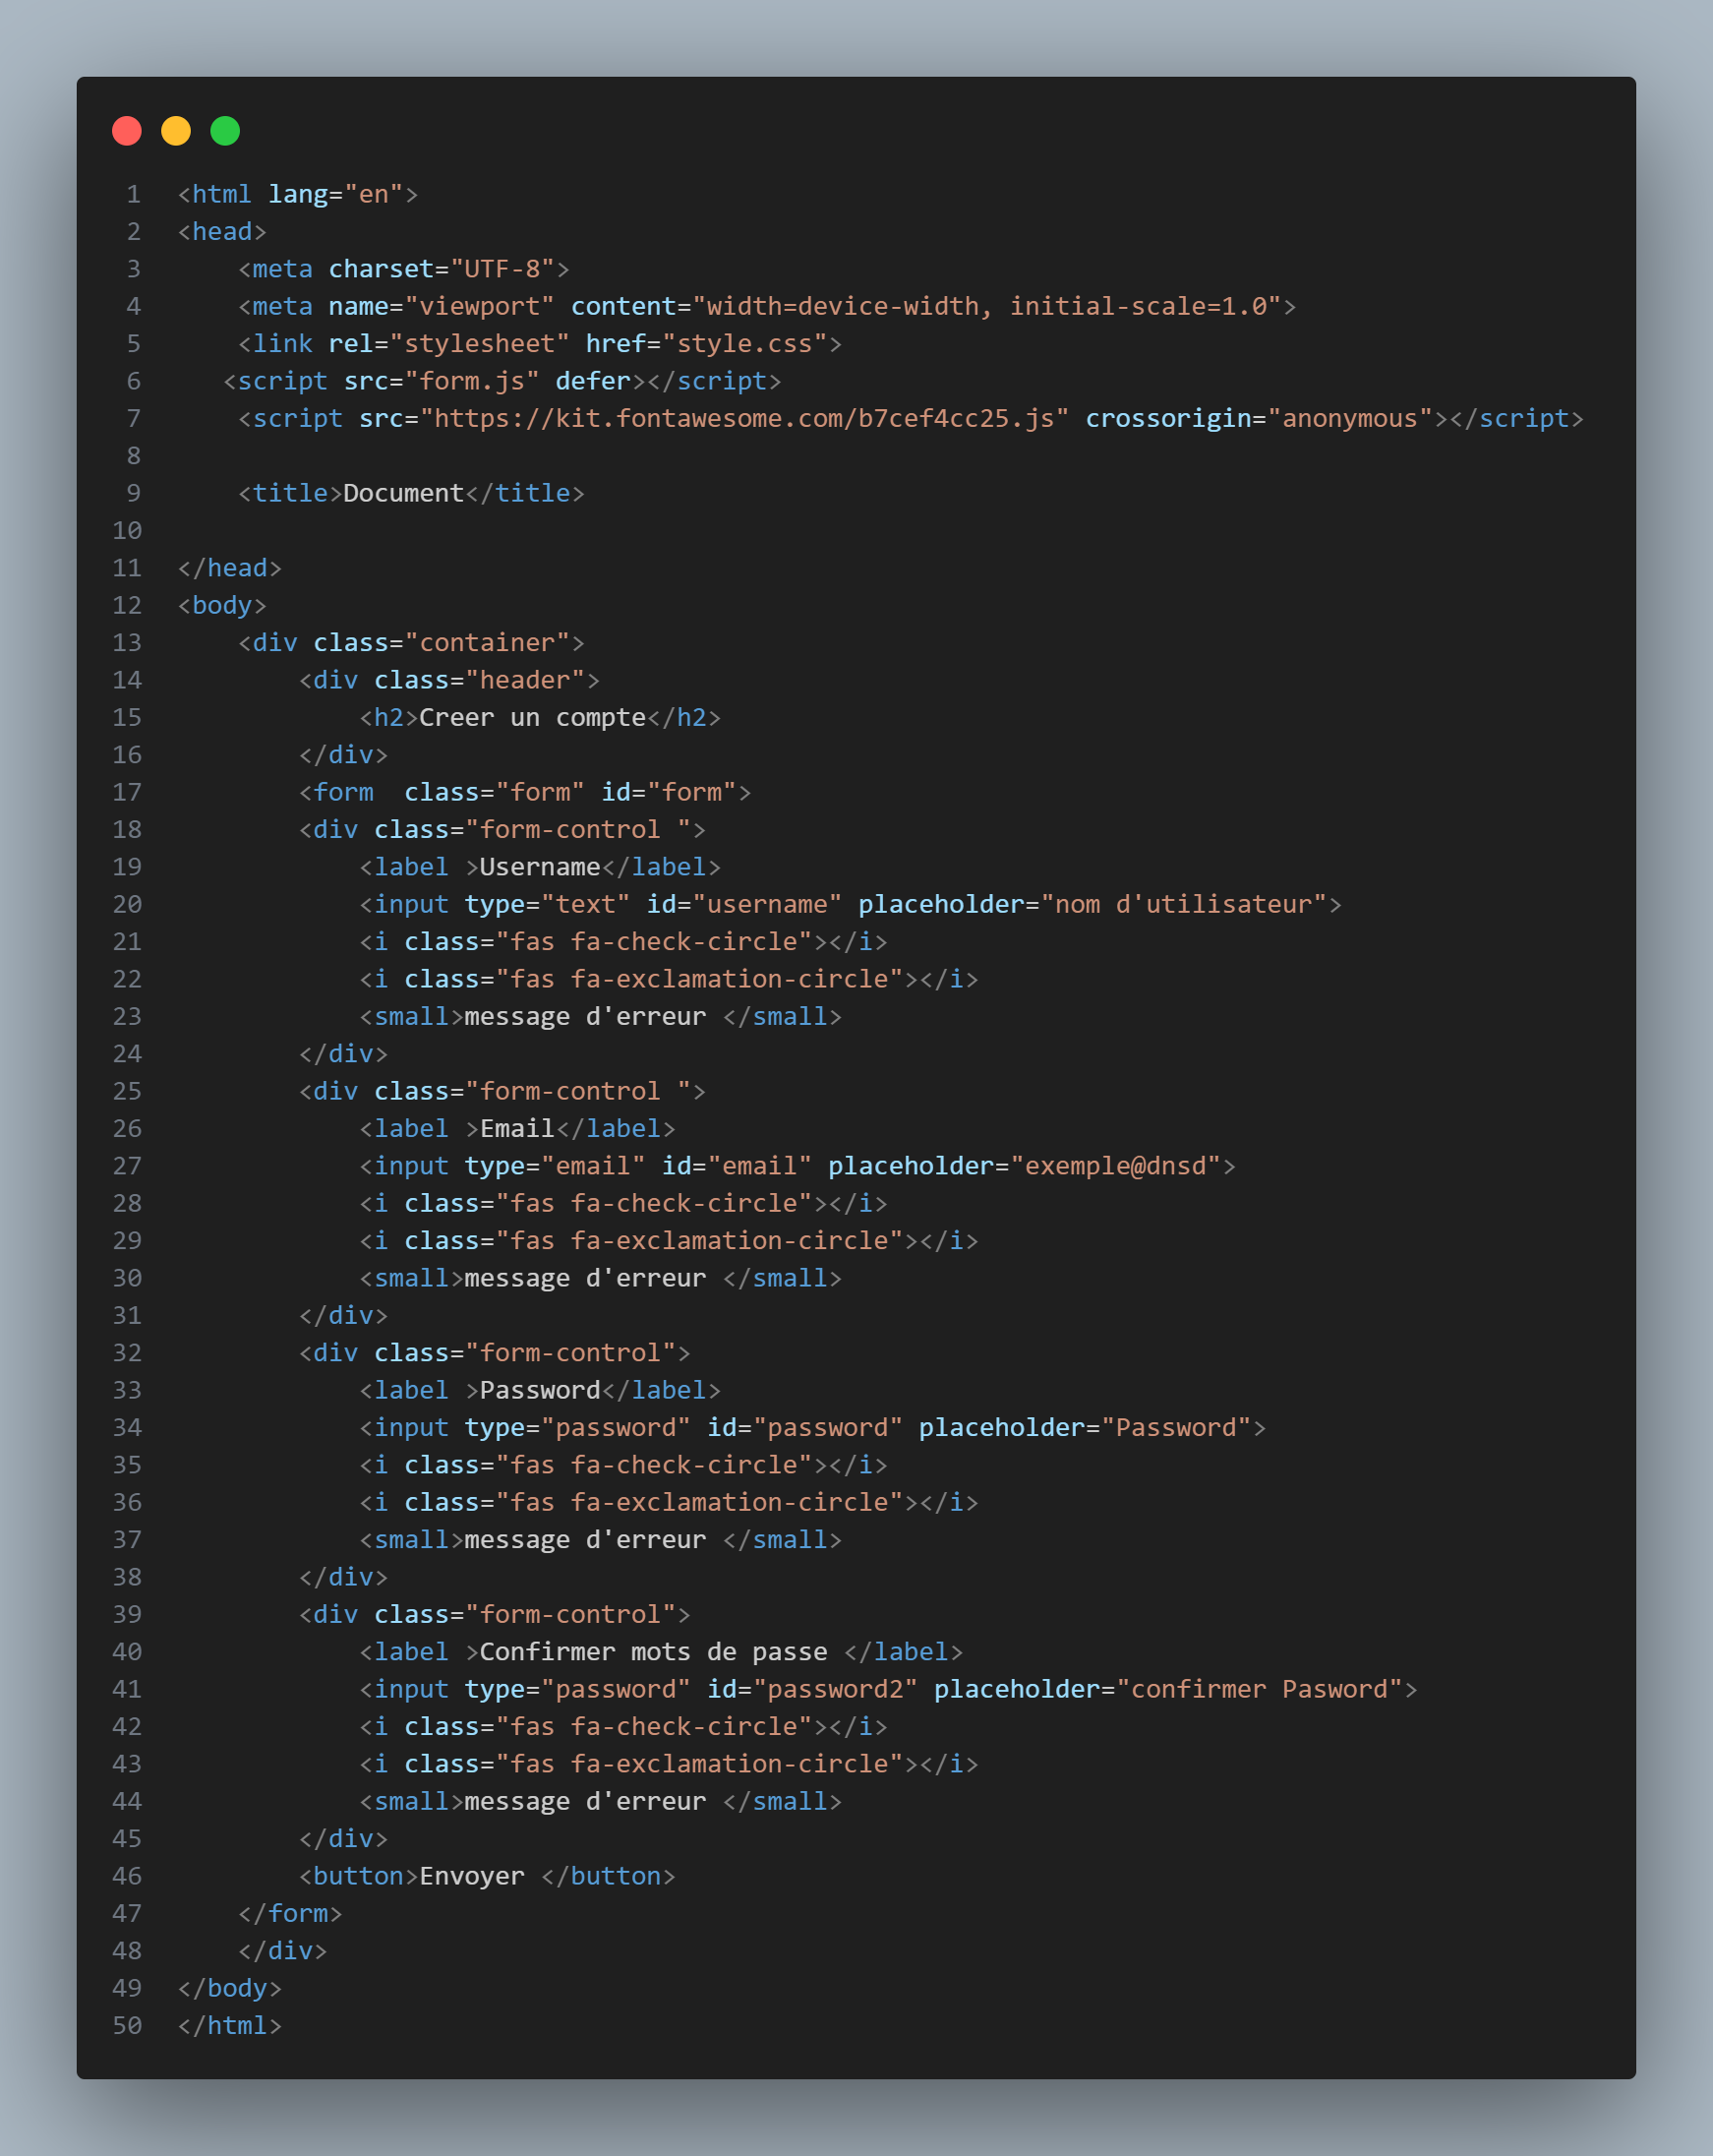 1 <html lang="en">
2 <head>
3     <meta charset="UTF-8">
4     <meta name="viewport" content="width=device-width, initial-scale=1.0">
5     <link rel="stylesheet" href="style.css">
6    <script src="form.js" defer></script>
7     <script src="https://kit.fontawesome.com/b7cef4cc25.js" crossorigin="anonymous"></script>
8
9     <title>Document</title>
10
11 </head>
12 <body>
13     <div class="container">
14         <div class="header">
15             <h2>Creer un compte</h2>
16         </div>
17         <form  class="form" id="form">
18         <div class="form-control ">
19             <label >Username</label>
20             <input type="text" id="username" placeholder="nom d'utilisateur">
21             <i class="fas fa-check-circle"></i>
22             <i class="fas fa-exclamation-circle"></i>
23             <small>message d'erreur </small>
24         </div>
25         <div class="form-control ">
26             <label >Email</label>
27             <input type="email" id="email" placeholder="exemple@dnsd">
28             <i class="fas fa-check-circle"></i>
29             <i class="fas fa-exclamation-circle"></i>
30             <small>message d'erreur </small>
31         </div>
32         <div class="form-control">
33             <label >Password</label>
34             <input type="password" id="password" placeholder="Password">
35             <i class="fas fa-check-circle"></i>
36             <i class="fas fa-exclamation-circle"></i>
37             <small>message d'erreur </small>
38         </div>
39         <div class="form-control">
40             <label >Confirmer mots de passe </label>
41             <input type="password" id="password2" placeholder="confirmer Pasword">
42             <i class="fas fa-check-circle"></i>
43             <i class="fas fa-exclamation-circle"></i>
44             <small>message d'erreur </small>
45         </div>
46         <button>Envoyer </button>
47     </form>
48     </div>
49 </body>
50 </html>